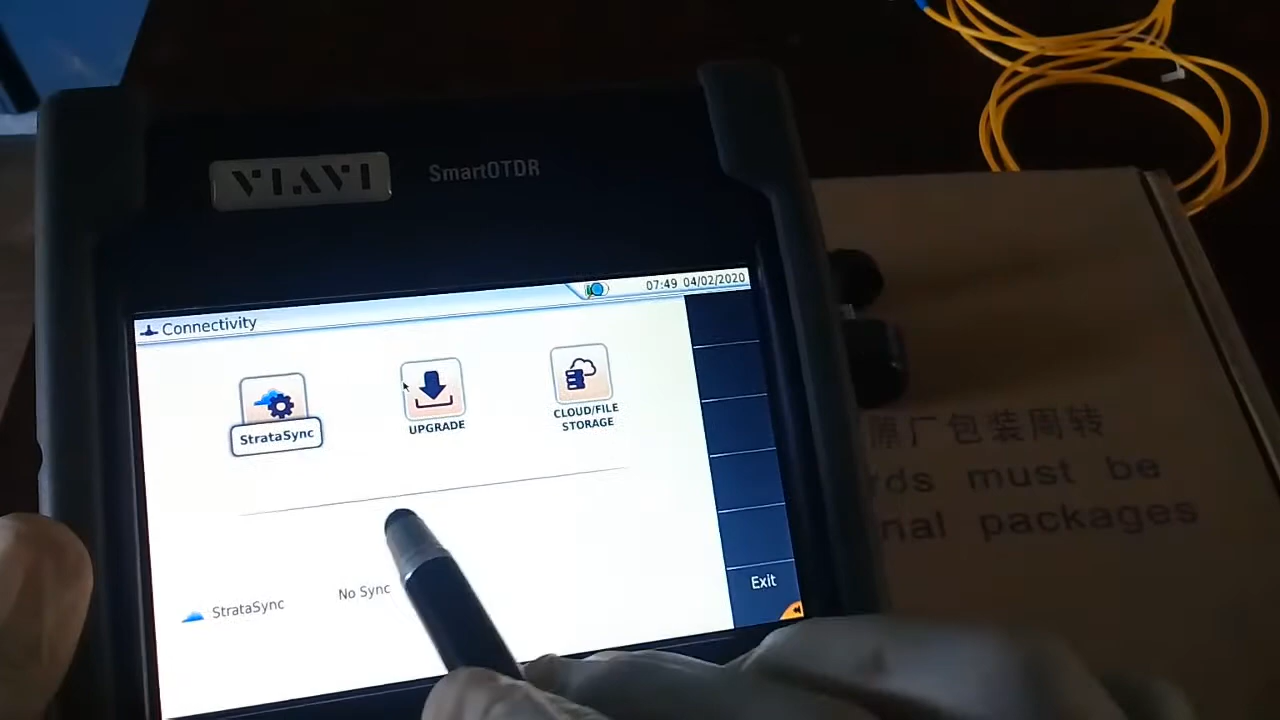 VIAVI SmartOTDR
07:49 04/02/2020
Connectivity
StrataSync
UPGRADE
CLOUD/FILE
STORAGE
StrataSync No Sync
Exit
原厂包装周转
rds must be
nal packages